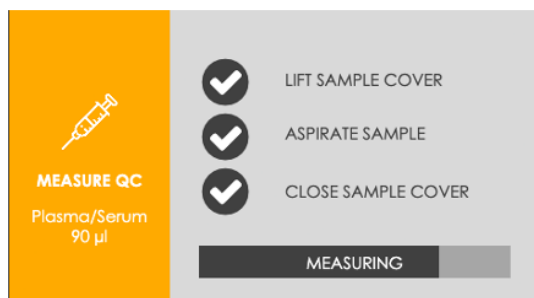 MEASURE QC
Plasma/Serum
90 µl
LIFT SAMPLE COVER
ASPIRATE SAMPLE
CLOSE SAMPLE COVER
MEASURING